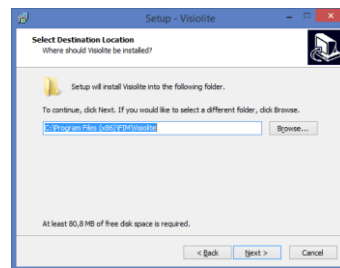 Setup - Visiolite
Select Destination Location
Where should Visiolite be installed?
Setup will install Visiolite into the following folder.
To continue, click Next. If you would like to select a different folder, click Browse.
C:\Program Files (x86)\FIM\Visiolite
Browse...
At least 80,8 MB of free disk space is required.
< Back
Next >
Cancel